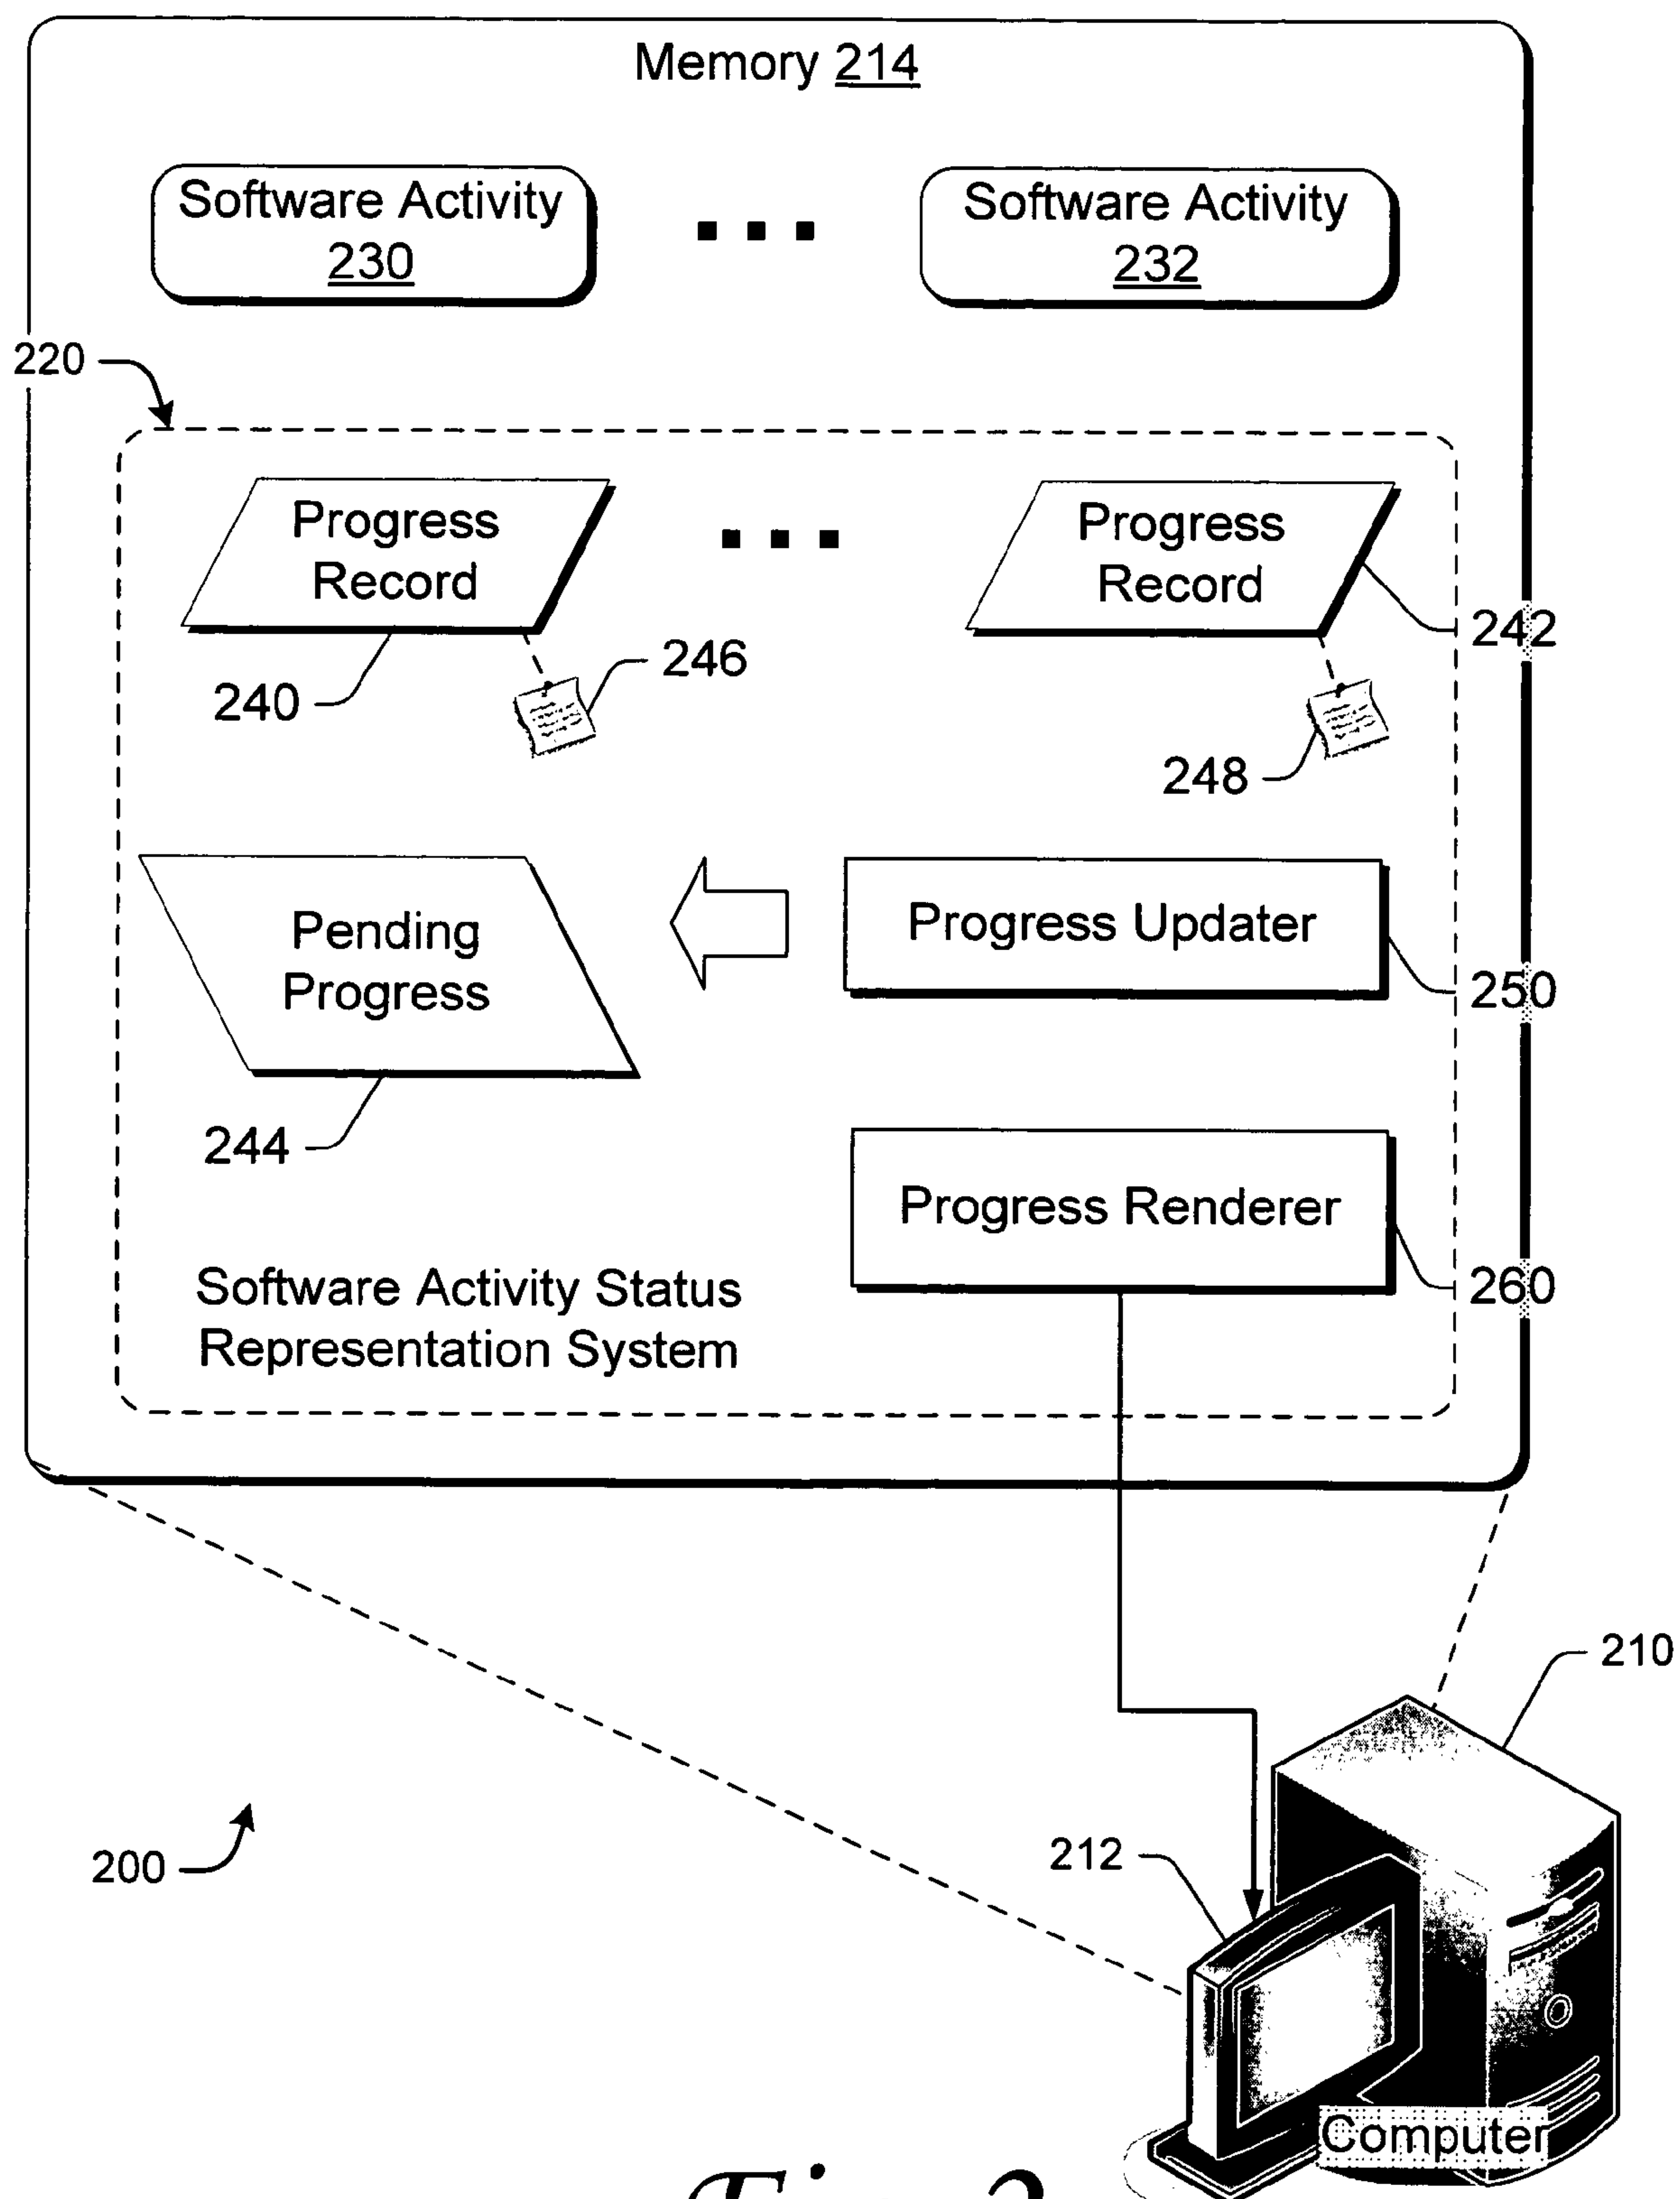 Memory 214
Software Activity
230
Software Activity
232
220
Progress
Record
Progress
Record
242
246
240
248
Pending
Progress
Progress Updater
250
244
Progress Renderer
260
Software Activity Status
Representation System
210
200
212
Computer